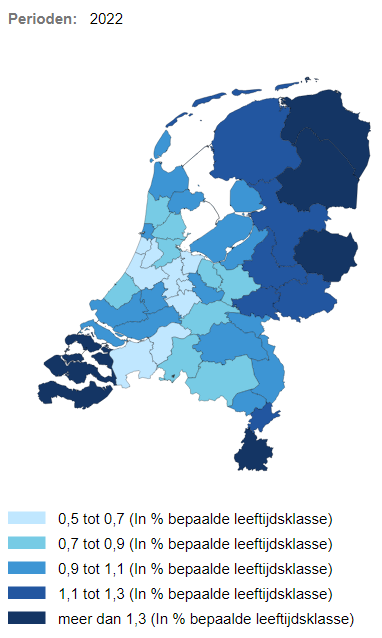 Perioden: 2022
0,5 tot 0,7 (In % bepaalde leeftijdsklasse)
0,7 tot 0,9 (In % bepaalde leeftijdsklasse)
0,9 tot 1,1 (In % bepaalde leeftijdsklasse)
1,1 tot 1,3 (In % bepaalde leeftijdsklasse)
meer dan 1,3 (In % bepaalde leeftijdsklasse)